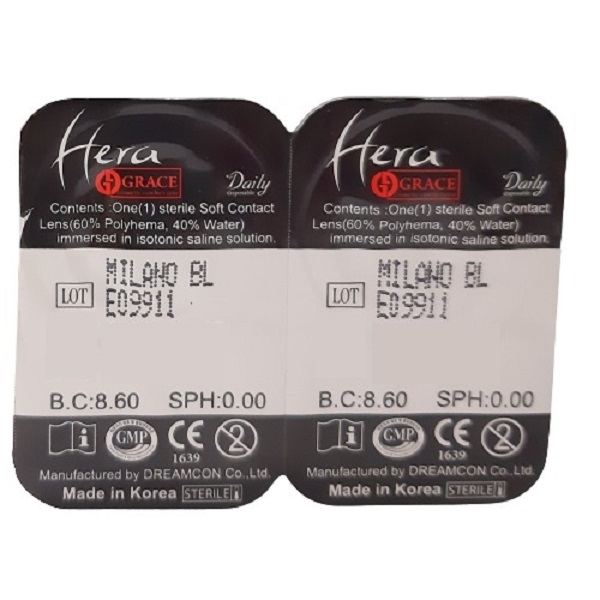 Hera
GRACE
Daily
Contents :One(1) sterile Soft Contact
Lens(60% Polyhema, 40% Water)
immersed in isotonic saline solution.
LOT
MILANO BL
E09911
B.C:8.60 SPH:0.00
GMP
CE
1639
2
Manufactured by DREAMCON Co.,Ltd.
Made in Korea STERILE
Hera
GRACE
Daily
Contents :One(1) sterile Soft Contact
Lens(60% Polyhema, 40% Water)
immersed in isotonic saline solution.
LOT
MILANO BL
E09911
B.C:8.60 SPH:0.00
GMP
CE
1639
2
Manufactured by DREAMCON Co.,Ltd.
Made in Korea STERILE